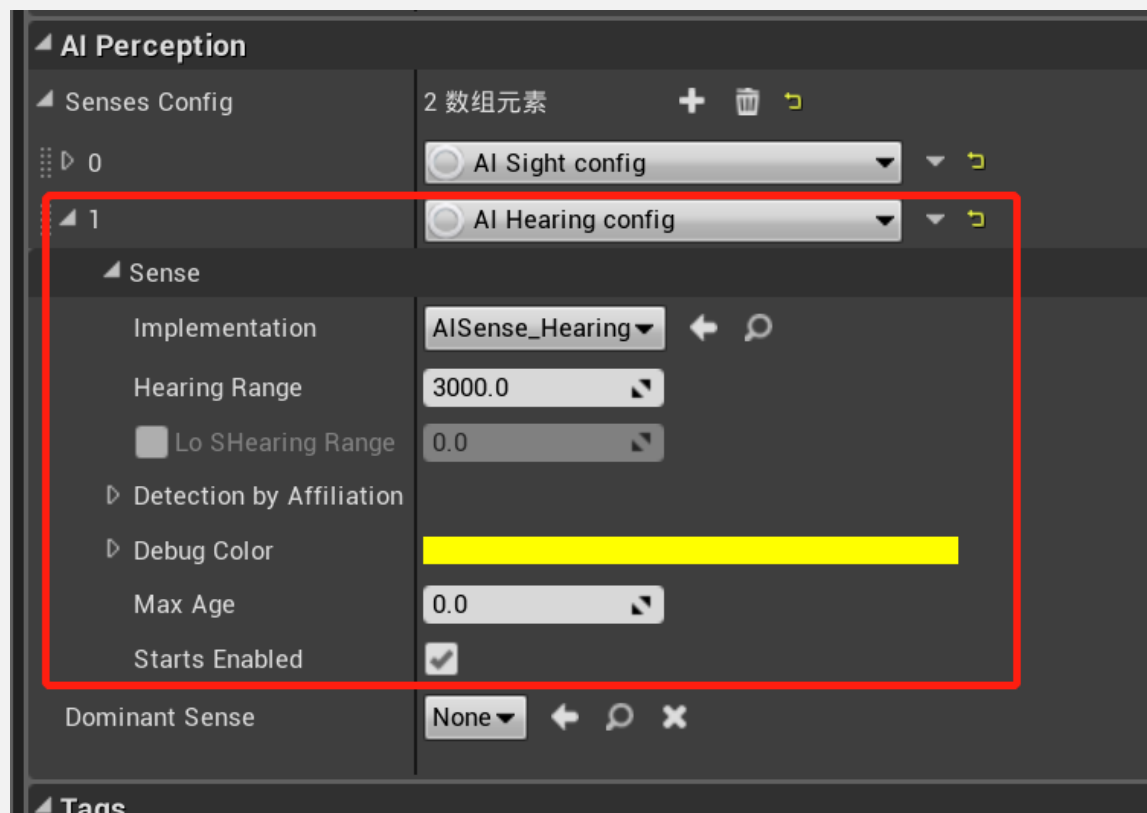 AI Perception
Senses Config 2 数组元素
0 AI Sight config
1 AI Hearing config
Sense
Implementation AISense_Hearing
Hearing Range 3000.0
Lo SHearing Range 0.0
Detection by Affiliation
Debug Color
Max Age 0.0
Starts Enabled
Dominant Sense None
Tags